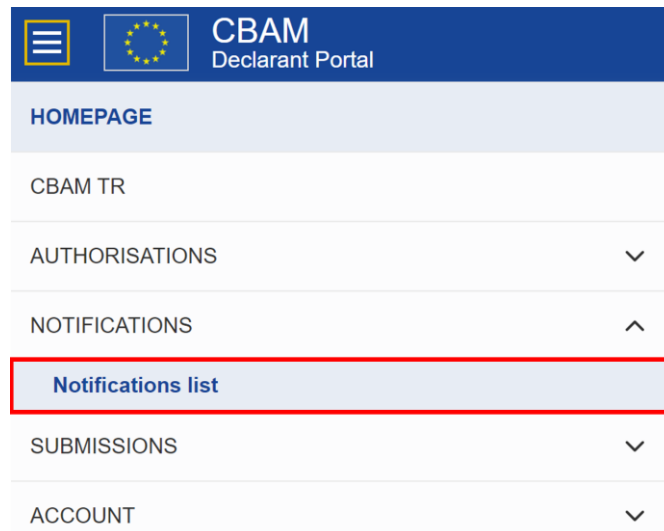 CBAM
Declarant Portal
HOMEPAGE
CBAM TR
AUTHORISATIONS
NOTIFICATIONS
Notifications list
SUBMISSIONS
ACCOUNT